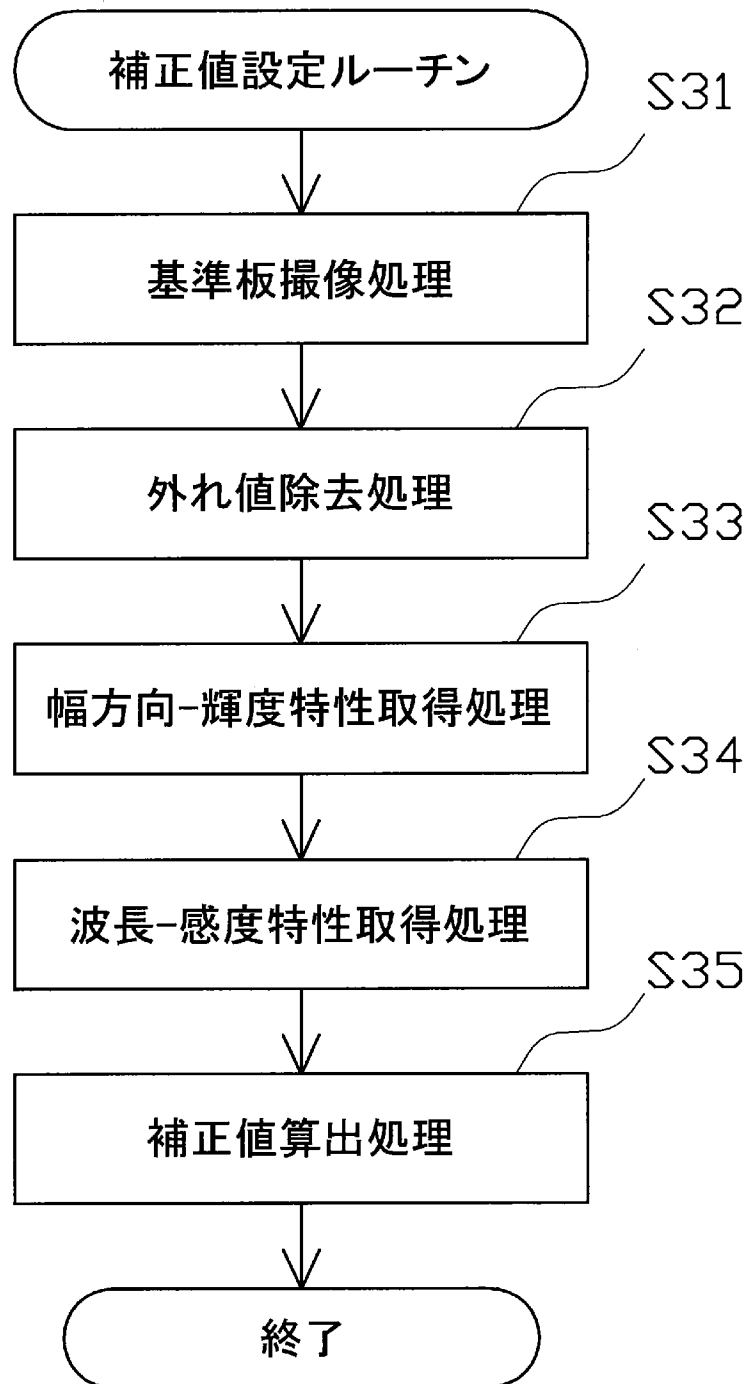 補正値設定ルーチン
S31
基準板撮像処理
S32
外れ値除去処理
S33
幅方向-輝度特性取得処理
S34
波長-感度特性取得処理
S35
補正値算出処理
終了